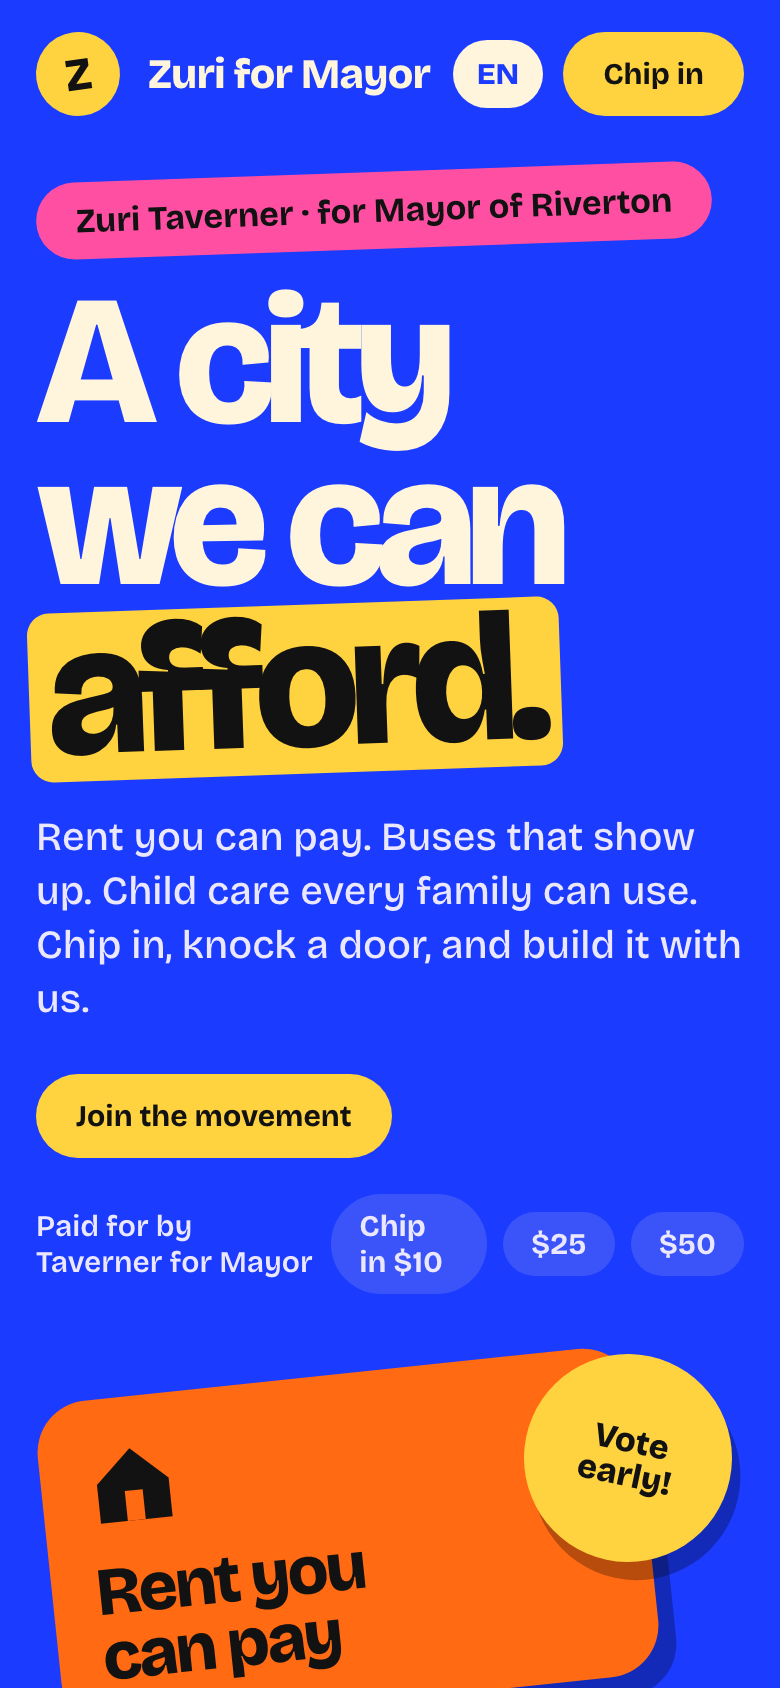 Z
Zuri for Mayor
EN
Chip in
Zuri Taverner · for Mayor of Riverton
A city
we can
afford.
Rent you can pay. Buses that show
up. Child care every family can use.
Chip in, knock a door, and build it with
us.
Join the movement
Paid for by
Taverner for Mayor
Chip
in $10
$25
$50
Vote
early!
Rent you
can pay